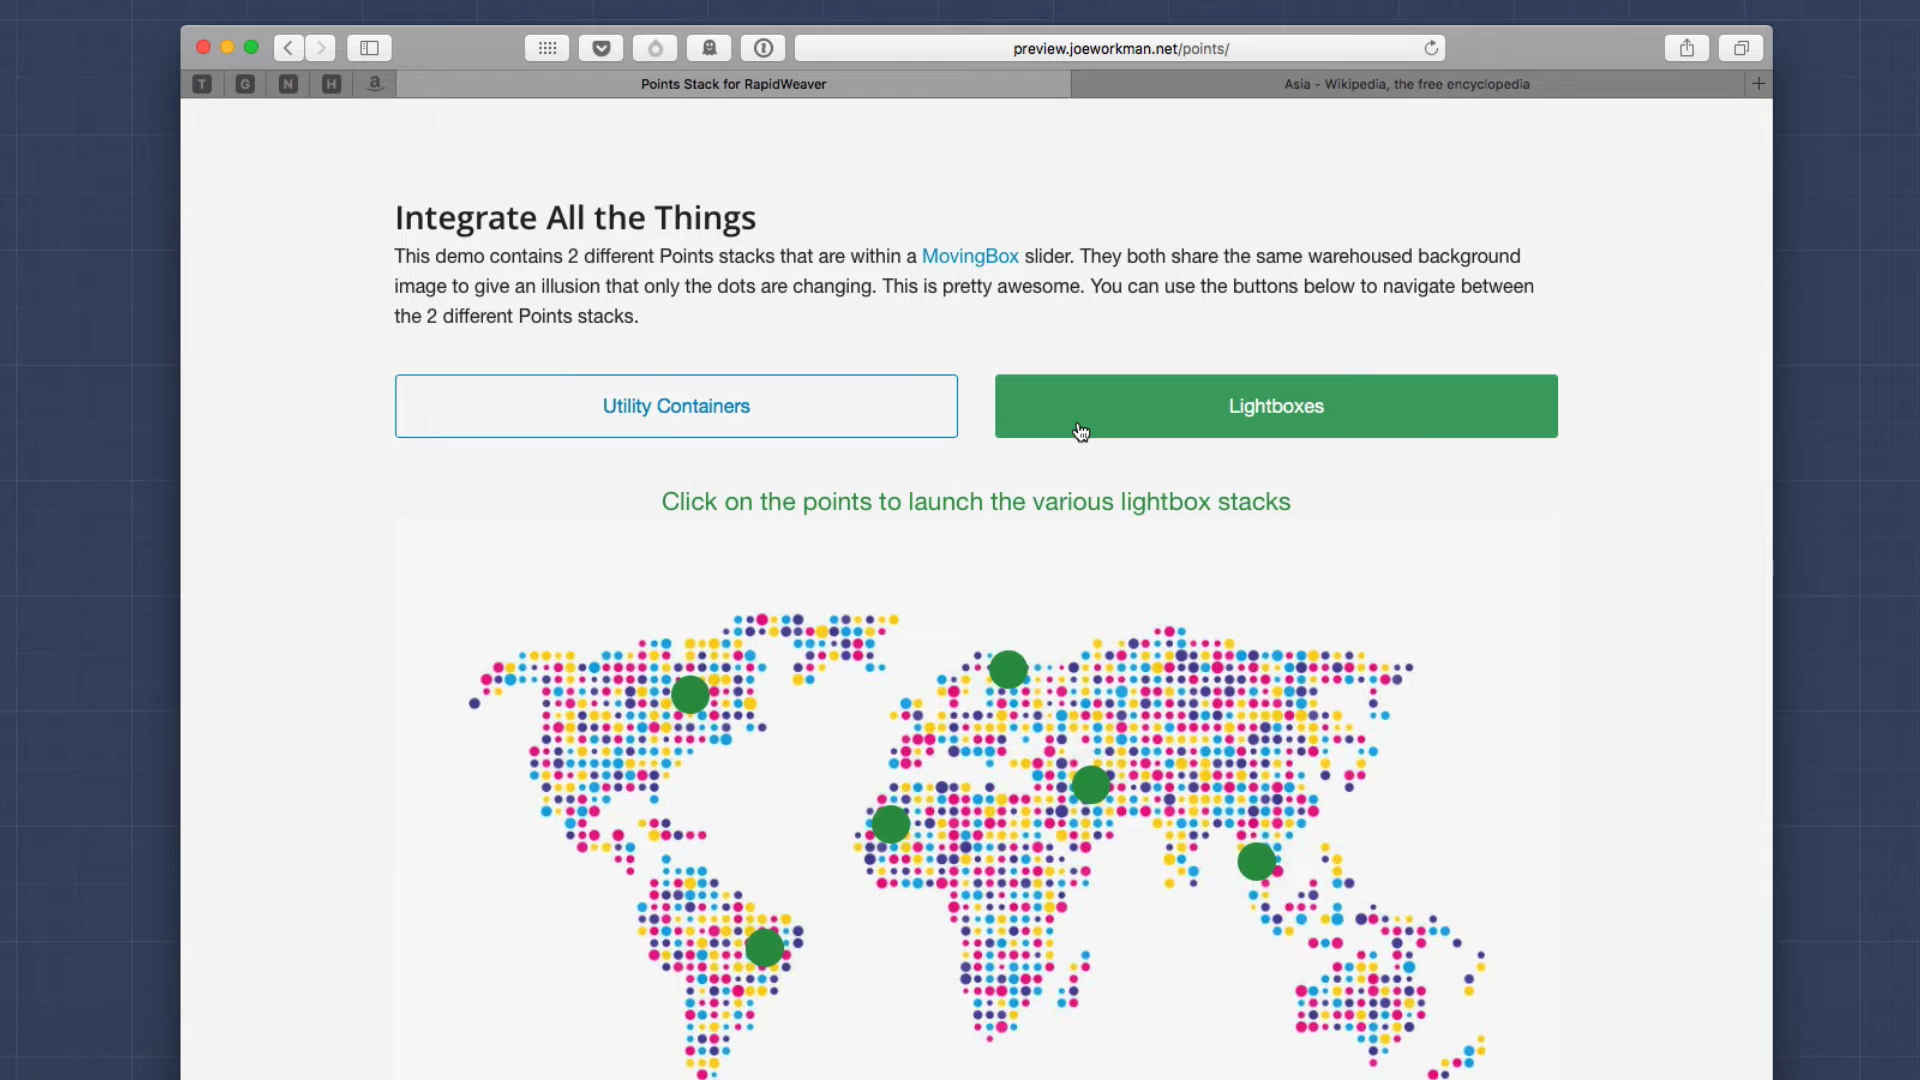 preview.joeworkman.net/points/
T G N H a
Points Stack for RapidWeaver
Asia - Wikipedia, the free encyclopedia
Integrate All the Things
This demo contains 2 different Points stacks that are within a MovingBox slider. They both share the same warehoused background
image to give an illusion that only the dots are changing. This is pretty awesome. You can use the buttons below to navigate between
the 2 different Points stacks.
Utility Containers
Lightboxes
Click on the points to launch the various lightbox stacks